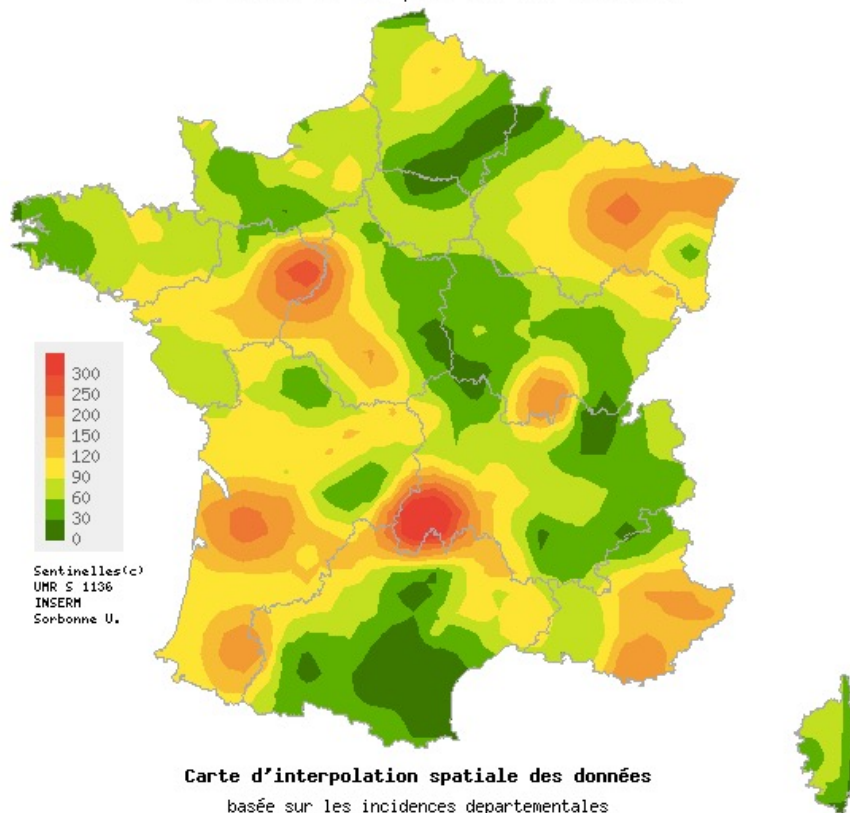 300
250
200
150
120
90
60
30
0
Sentinelles(c)
UMR S 1136
INSERM
Sorbonne U.
Carte d'interpolation spatiale des données
basée sur les incidences departementales